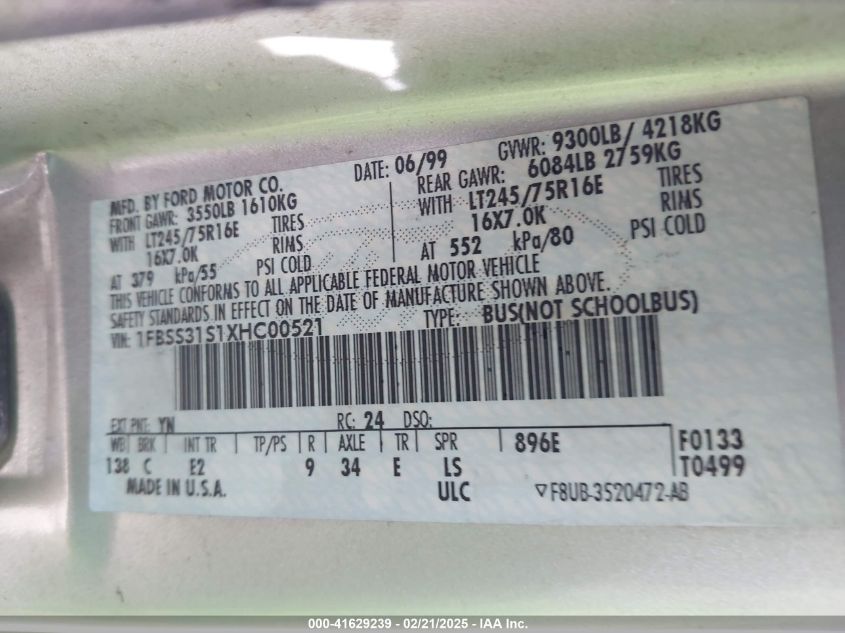 MFD. BY FORD MOTOR CO. DATE: 06/99 GVWR: 9300LB/ 4218KG
FRONT GAWR: 3550LB 1610KG REAR GAWR: 6084LB 2759KG
WITH LT245/75R16E TIRES WITH LT245/75R16E TIRES
16X7.0K RIMS 16X7.0K RIMS
AT 379 kPa/55 PSI COLD AT 552 kPa/80 PSI COLD
THIS VEHICLE CONFORMS TO ALL APPLICABLE FEDERAL MOTOR VEHICLE
SAFETY STANDARDS IN EFFECT ON THE DATE OF MANUFACTURE SHOWN ABOVE.
VIN: 1FBSS31S1XHC00521 TYPE: BUS(NOT SCHOOLBUS)
EXT PNT: YN RC: 24 DSO:
WB BRK INT TR TP/PS R AXLE TR SPR 896E F0133
138 C E2 9 34 E LS T0499
MADE IN U.S.A. ULC ▽F8UB-3520472-AB
000-41629239 - 02/21/2025 - IAA Inc.